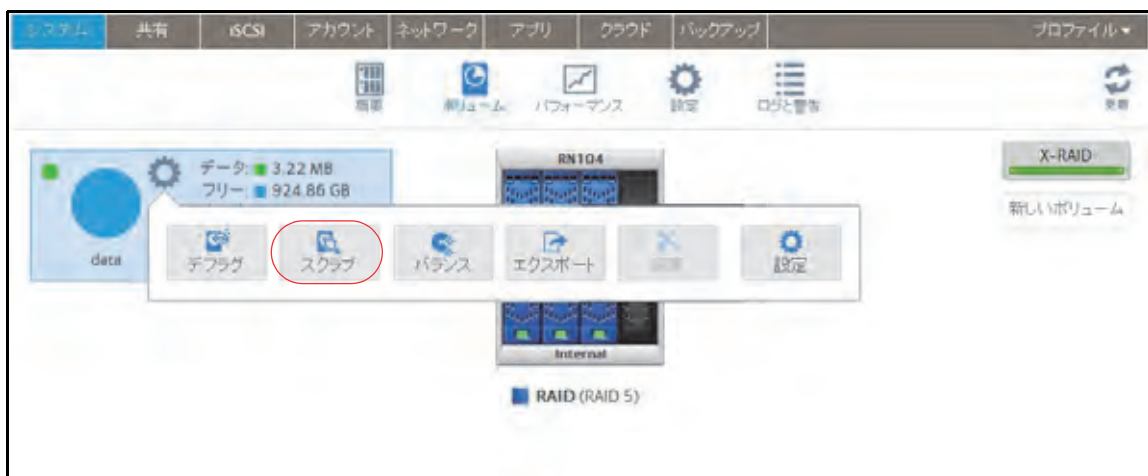 システム 共有 iSCSI アカウント ネットワーク アプリ クラウド バックアップ プロファイル▼
概要 ボリューム パフォーマンス 設定 ログと警告 更新
データ: 3.22 MB
フリー: 924.86 GB
data
RN104
X-RAID
新しいボリューム
デフラグ スクラブ バランス エクスポート 設定
Internal
RAID (RAID 5)